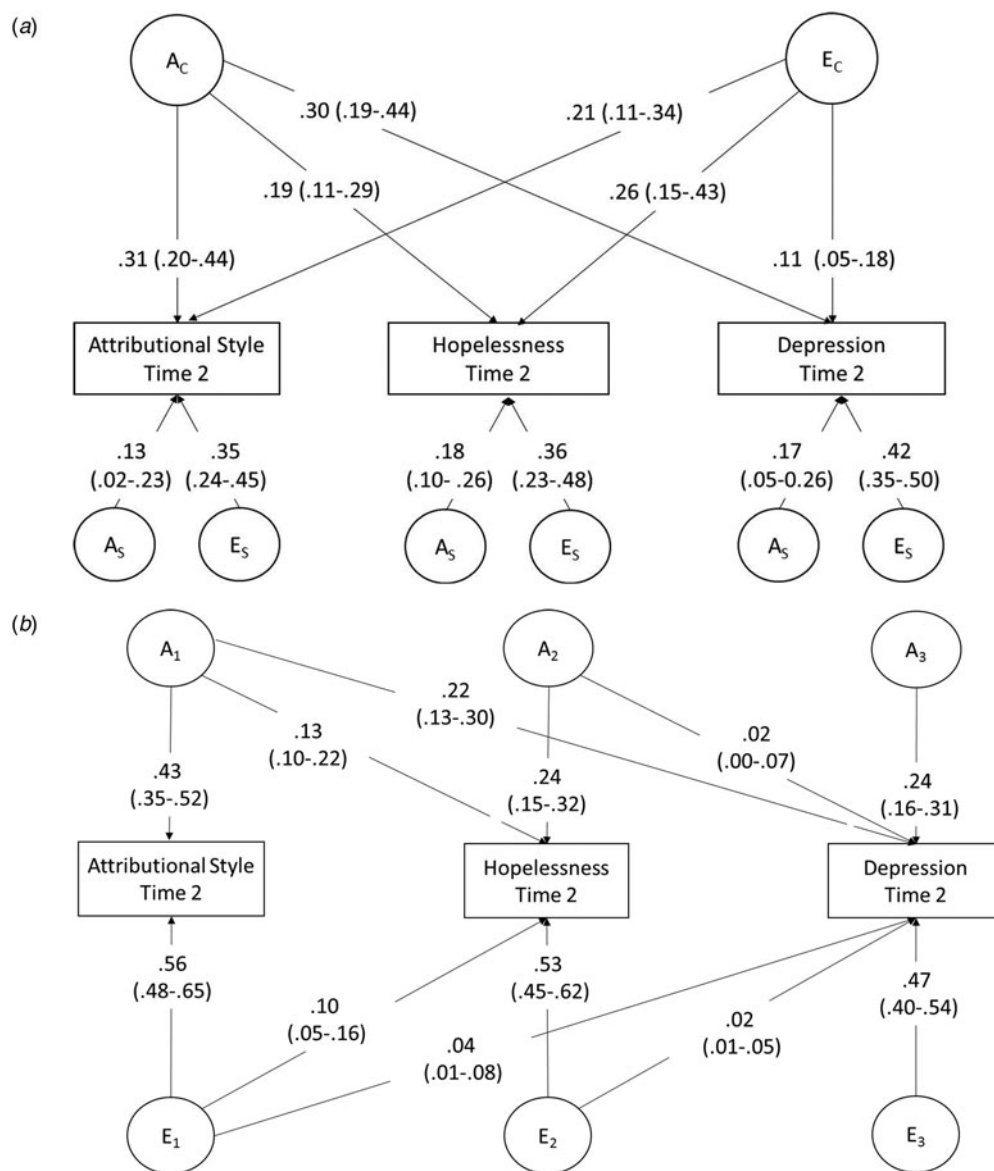 (a)
A_C
E_C
.30 (.19-.44)
.21 (.11-.34)
.19 (.11-.29)
.26 (.15-.43)
.31 (.20-.44)
.11 (.05-.18)
Attributional Style
Time 2
Hopelessness
Time 2
Depression
Time 2
.13
(.02-.23)
.35
(.24-.45)
.18
(.10- .26)
.36
(.23-.48)
.17
(.05-0.26)
.42
(.35-.50)
A_S
E_S
A_S
E_S
A_S
E_S
(b)
A_1
A_2
A_3
.22
(.13-.30)
.13
(.10-.22)
.02
(.00-.07)
.43
(.35-.52)
.24
(.15-.32)
.24
(.16-.31)
Attributional Style
Time 2
Hopelessness
Time 2
Depression
Time 2
.56
(.48-.65)
.53
(.45-.62)
.47
(.40-.54)
.10
(.05-.16)
.02
(.01-.05)
.04
(.01-.08)
E_1
E_2
E_3